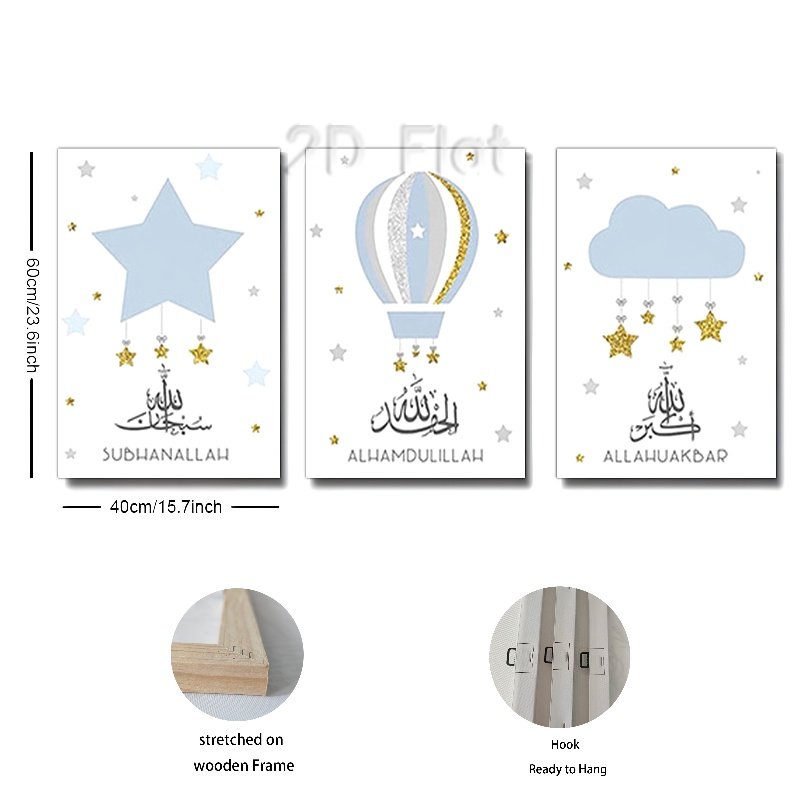 2D Flat
60cm/23.6inch
سبحان الله
SUBHANALLAH
الحمد لله
ALHAMDULILLAH
الله أكبر
ALLAHUAKBAR
40cm/15.7inch
stretched on
wooden Frame
Hook
Ready to Hang